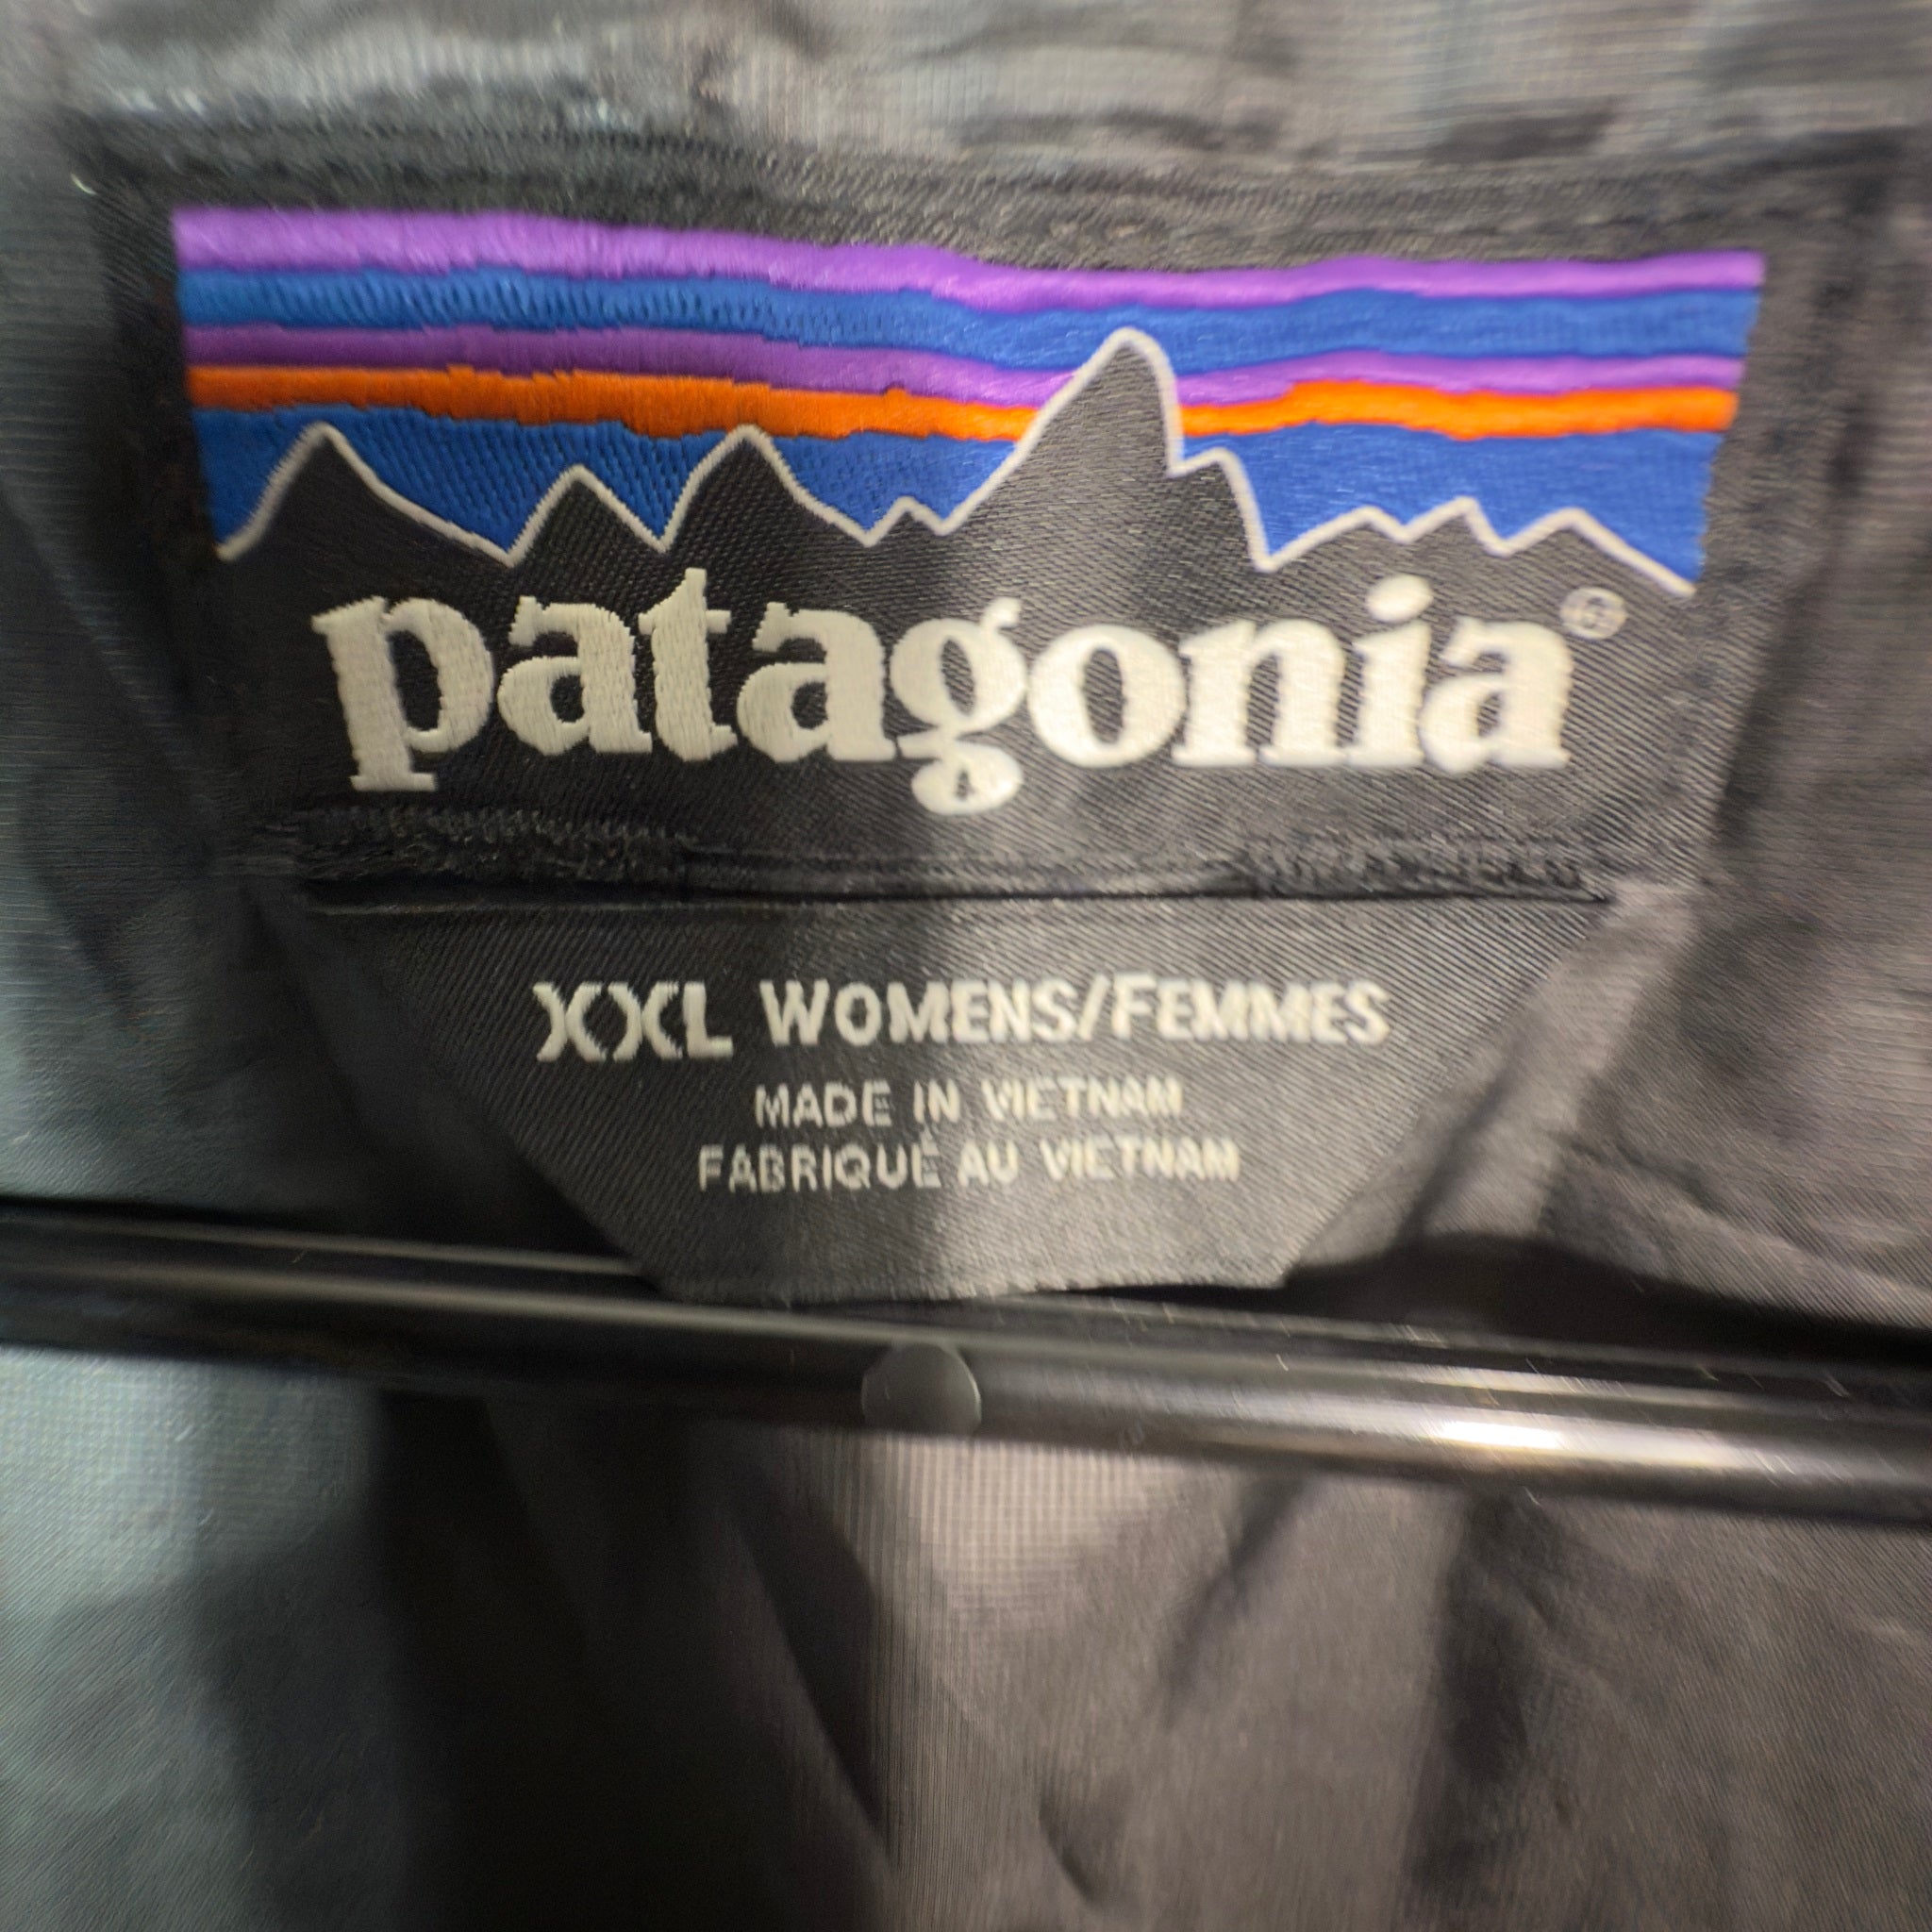 patagonia®
XXL WOMENS/FEMMES
MADE IN VIETNAM
FABRIQUÉ AU VIETNAM